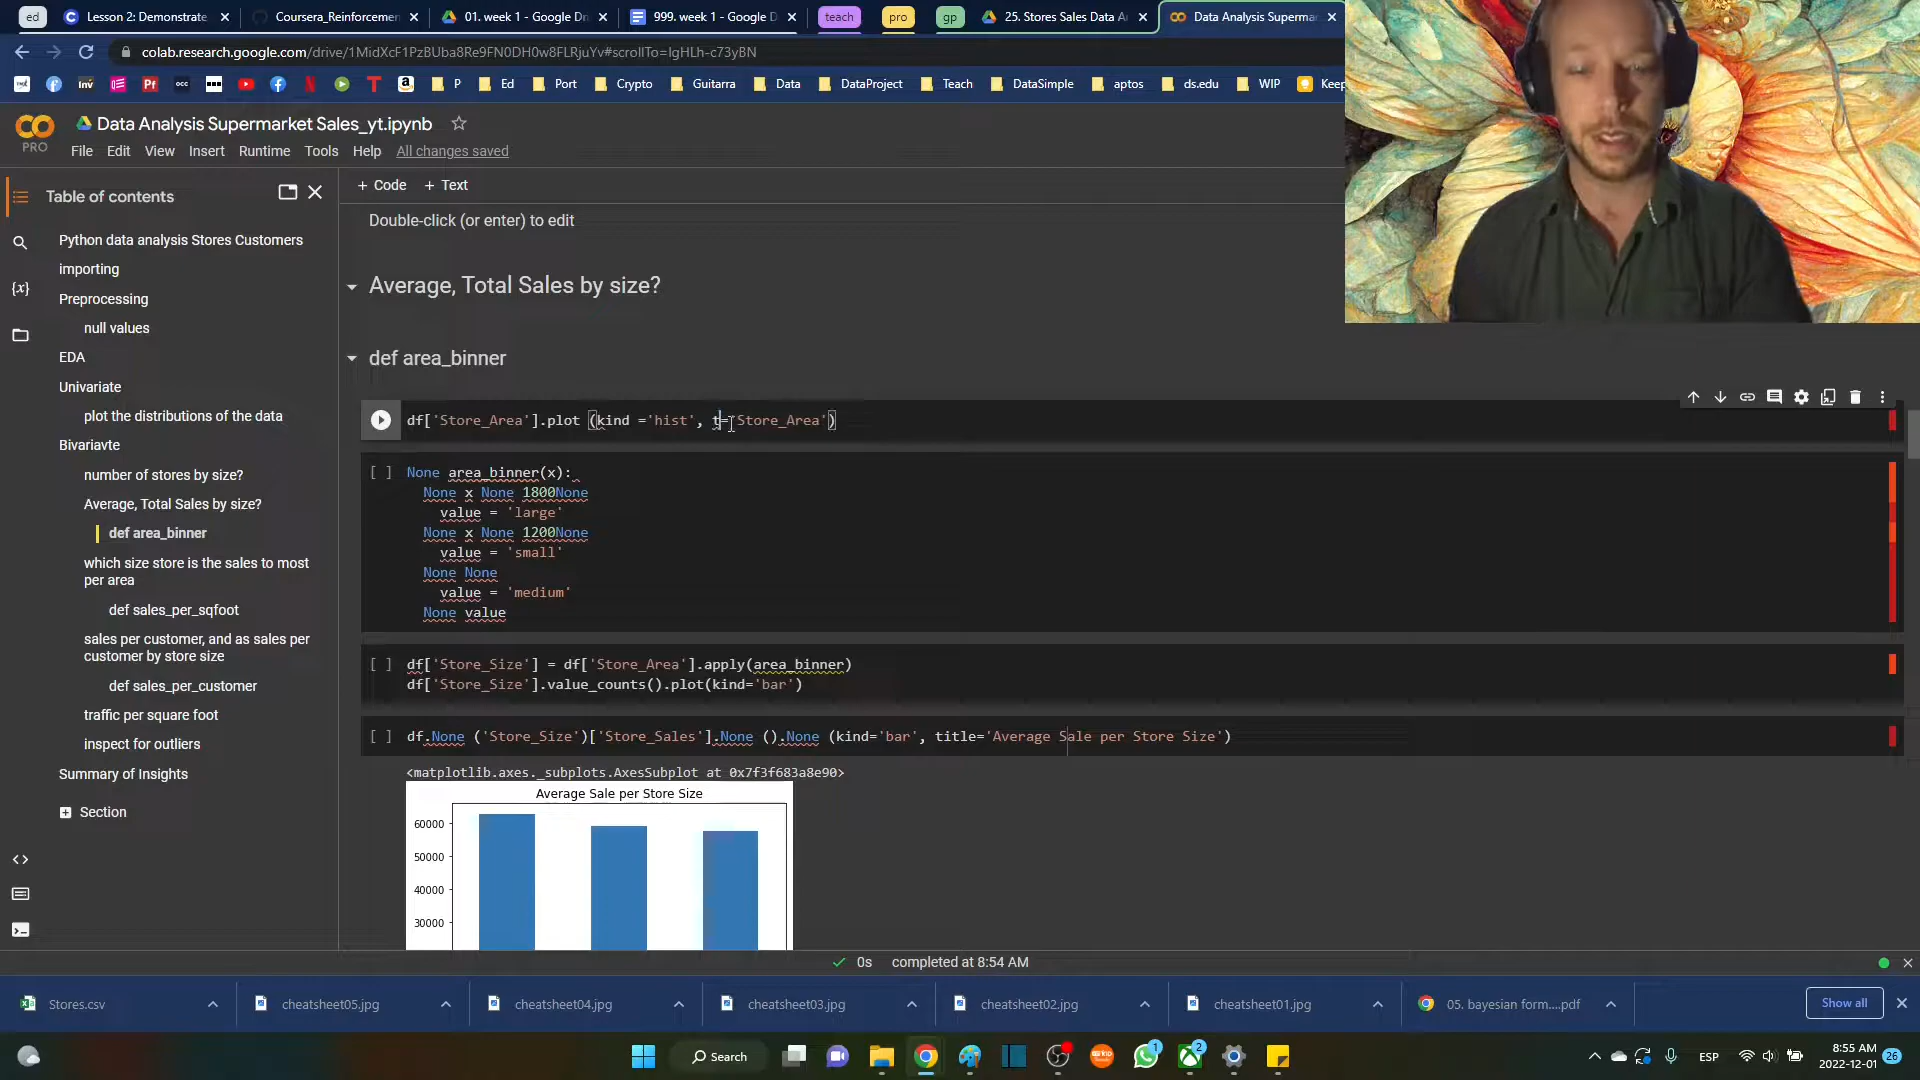 ed
Lesson 2: Demonstrate
Coursera_Reinforcemen
01. week 1 - Google Dr
999. week 1 - Google D
teach
pro
gp
25. Stores Sales Data A
Data Analysis Superma
colab.research.google.com/drive/1MidXcF1PzBUba8Re9FN0DH0w8FLRjuYv#scrollTo=IgHLh-c73yBN
P
Ed
Port
Crypto
Guitarra
Data
DataProject
Teach
DataSimple
aptos
ds.edu
WIP
Keep
PRO
Data Analysis Supermarket Sales_yt.ipynb
File Edit View Insert Runtime Tools Help All changes saved
Table of contents
Python data analysis Stores Customers
importing
Preprocessing
null values
EDA
Univariate
plot the distributions of the data
Bivariavte
number of stores by size?
Average, Total Sales by size?
def area_binner
which size store is the sales to most
per area
def sales_per_sqfoot
sales per customer, and as sales per
customer by store size
def sales_per_customer
traffic per square foot
inspect for outliers
Summary of Insights
Section
+ Code + Text
Double-click (or enter) to edit
Average, Total Sales by size?
def area_binner
df['Store_Area'].plot (kind ='hist', t='Store_Area')
[ ] None area_binner(x):
None x None 1800None
value = 'large'
None x None 1200None
value = 'small'
None None
value = 'medium'
None value
[ ] df['Store_Size'] = df['Store_Area'].apply(area_binner)
df['Store_Size'].value_counts().plot(kind='bar')
[ ] df.None ('Store_Size')['Store_Sales'].None ().None (kind='bar', title='Average Sale per Store Size')
<matplotlib.axes._subplots.AxesSubplot at 0x7f3f683a8e90>
Average Sale per Store Size
60000
50000
40000
30000
0s completed at 8:54 AM
Stores.csv
cheatsheet05.jpg
cheatsheet04.jpg
cheatsheet03.jpg
cheatsheet02.jpg
cheatsheet01.jpg
05. bayesian form....pdf
Show all
Search
1
2
ESP
8:55 AM
2022-12-01
26